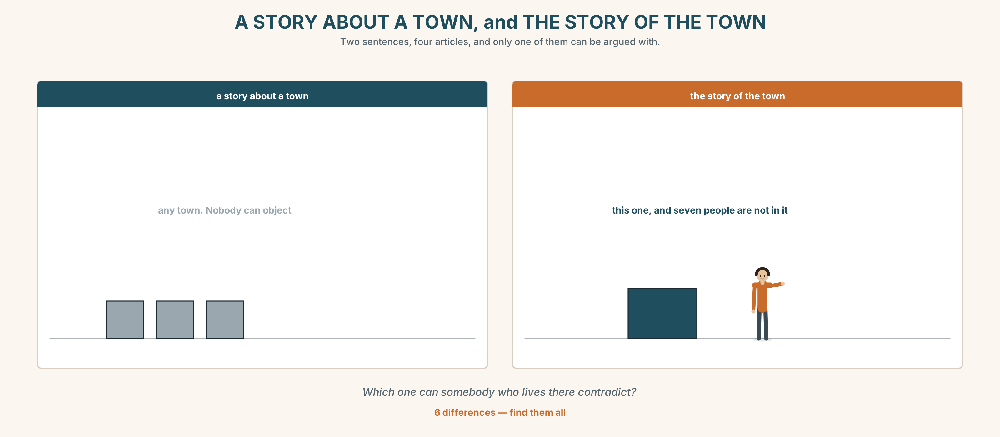 A STORY ABOUT A TOWN, and THE STORY OF THE TOWN
Two sentences, four articles, and only one of them can be argued with.
a story about a town
the story of the town
any town. Nobody can object
this one, and seven people are not in it
Which one can somebody who lives there contradict?
6 differences — find them all